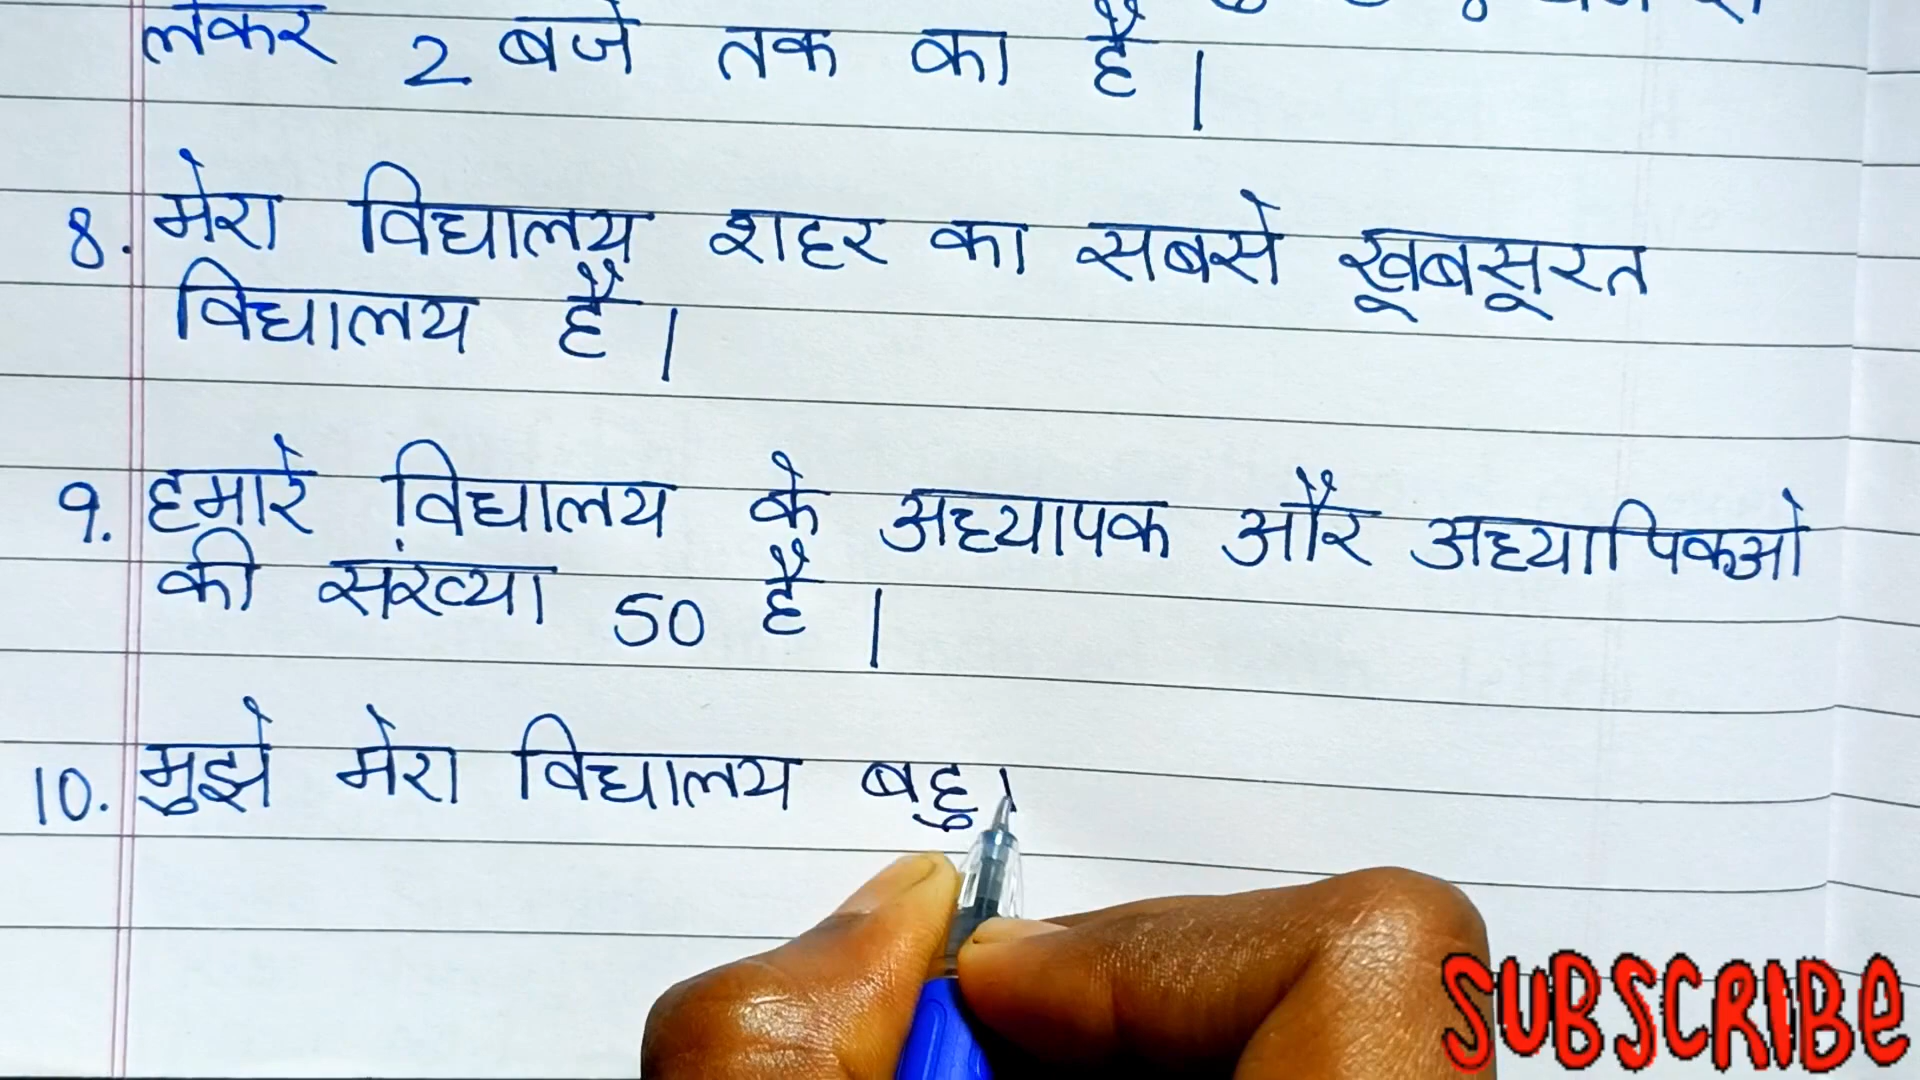 लेकर 2 बजे तक का है |
8. मेरा विद्यालय शहर का सबसे खूबसूरत
विद्यालय है |
9. हमारे विद्यालय के अध्यापक और अध्यापिकओ
की संख्या 50 है |
10. मुझे मेरा विद्यालय
SUBSCRIBE